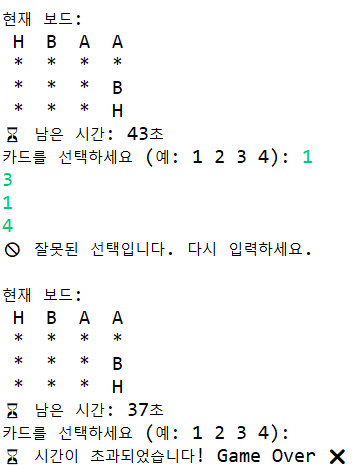 현재 보드:
H B A A
* * * *
* * * B
* * * H
⌛ 남은 시간: 43초
카드를 선택하세요 (예: 1 2 3 4): 1
3
1
4
🚫 잘못된 선택입니다. 다시 입력하세요.
현재 보드:
H B A A
* * * *
* * * B
* * * H
⌛ 남은 시간: 37초
카드를 선택하세요 (예: 1 2 3 4):
⌛ 시간이 초과되었습니다! Game Over ❌